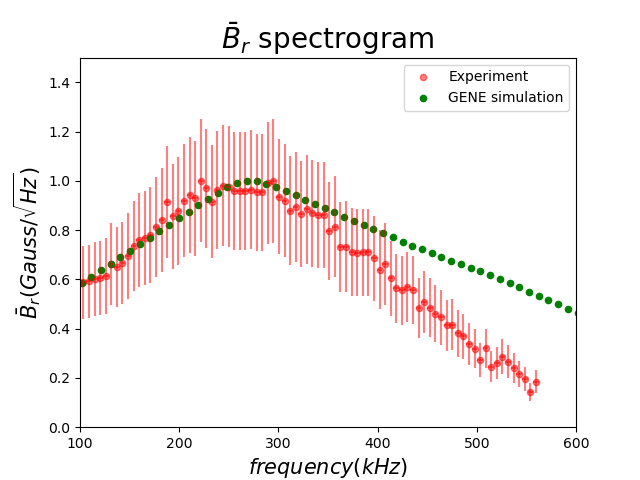 B̄r spectrogram
Experiment
GENE simulation
B̄r(Gauss/√Hz)
1.4
1.2
1.0
0.8
0.6
0.4
0.2
0.0
100 200 300 400 500 600
frequency(kHz)